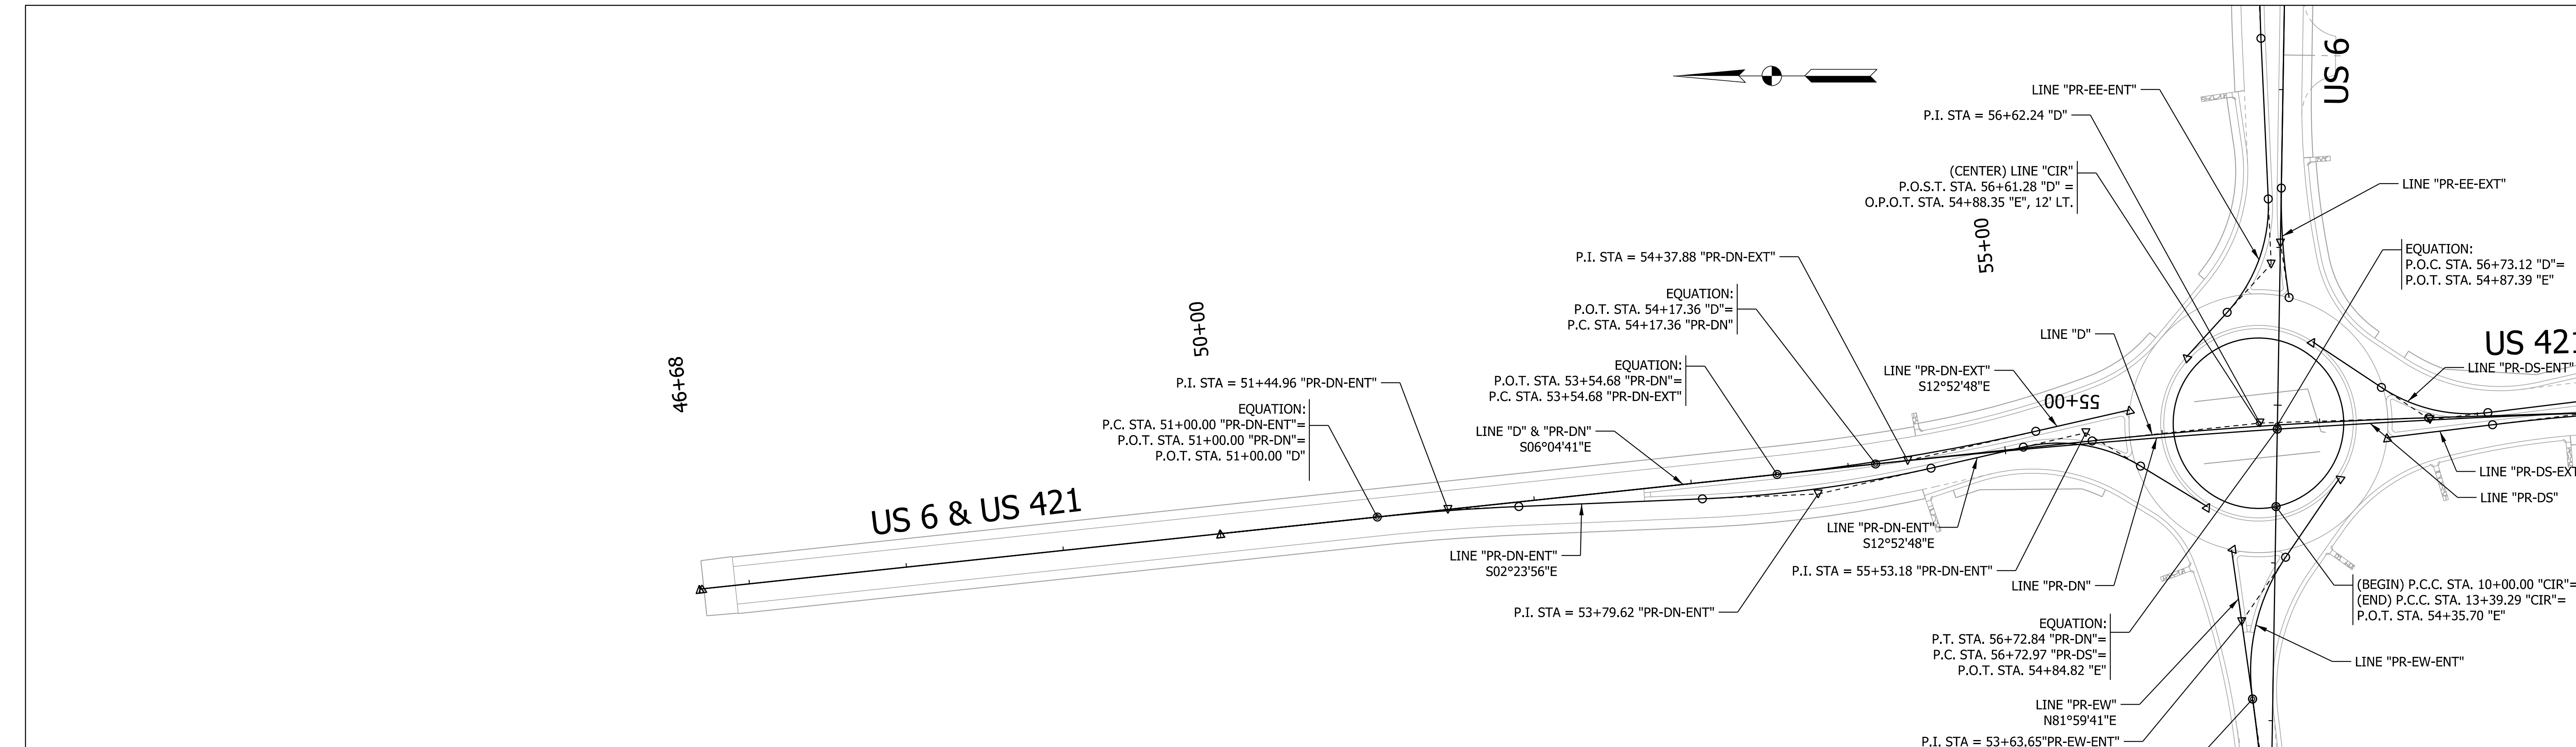 US 6
LINE "PR-EE-ENT"
P.I. STA = 56+62.24 "D"
(CENTER) LINE "CIR"
P.O.S.T. STA. 56+61.28 "D" =
O.P.O.T. STA. 54+88.35 "E", 12' LT.
LINE "PR-EE-EXT"
55+00
P.I. STA = 54+37.88 "PR-DN-EXT"
EQUATION:
P.O.C. STA. 56+73.12 "D"=
P.O.T. STA. 54+87.39 "E"
EQUATION:
P.O.T. STA. 54+17.36 "D"=
P.C. STA. 54+17.36 "PR-DN"
50+00
LINE "D"
US 421
46+68
EQUATION:
P.O.T. STA. 53+54.68 "PR-DN"=
P.C. STA. 53+54.68 "PR-DN-EXT"
LINE "PR-DN-EXT"
S12°52'48"E
LINE "PR-DS-ENT"
P.I. STA = 51+44.96 "PR-DN-ENT"
55+00
EQUATION:
P.C. STA. 51+00.00 "PR-DN-ENT"=
P.O.T. STA. 51+00.00 "PR-DN"=
P.O.T. STA. 51+00.00 "D"
LINE "D" & "PR-DN"
S06°04'41"E
LINE "PR-DS-EXT
LINE "PR-DS"
US 6 & US 421
LINE "PR-DN-ENT"
S12°52'48"E
LINE "PR-DN-ENT"
S02°23'56"E
P.I. STA = 55+53.18 "PR-DN-ENT"
LINE "PR-DN"
(BEGIN) P.C.C. STA. 10+00.00 "CIR"=
(END) P.C.C. STA. 13+39.29 "CIR"=
P.O.T. STA. 54+35.70 "E"
P.I. STA = 53+79.62 "PR-DN-ENT"
EQUATION:
P.T. STA. 56+72.84 "PR-DN"=
P.C. STA. 56+72.97 "PR-DS"=
P.O.T. STA. 54+84.82 "E"
LINE "PR-EW-ENT"
LINE "PR-EW"
N81°59'41"E
P.I. STA = 53+63.65"PR-EW-ENT"